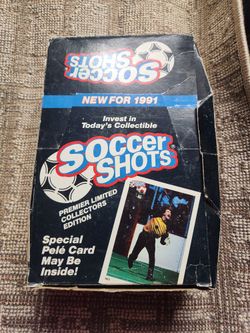 SOCCER
SHOTS
NEW FOR 1991
Invest in
Today's Collectible
SOCCER
SHOTS
PREMIER LIMITED
COLLECTORS
EDITION
Special
Pelé Card
May Be
Inside!